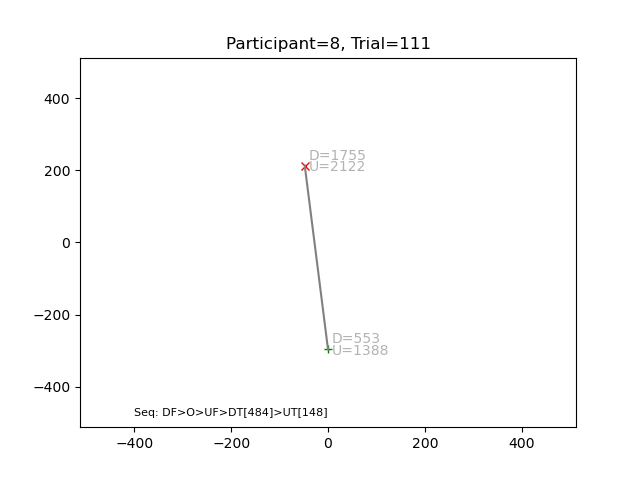 Participant=8, Trial=111
400
200
0
−200
−400
D=1755
U=2122
D=553
U=1388
Seq: DF>O>UF>DT[484]>UT[148]
−400
−200
0
200
400